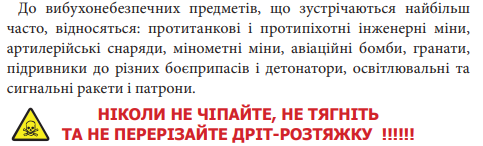 До вибухонебезпечних предметів, що зустрічаються найбільш
часто, відносяться: протитанкові і протипіхотні інженерні міни,
артилерійські снаряди, мінометні міни, авіаційні бомби, гранати,
підривники до різних боєприпасів і детонатори, освітлювальні та
сигнальні ракети і патрони.
НІКОЛИ НЕ ЧІПАЙТЕ, НЕ ТЯГНІТЬ
ТА НЕ ПЕРЕРІЗАЙТЕ ДРІТ-РОЗТЯЖКУ !!!!!!